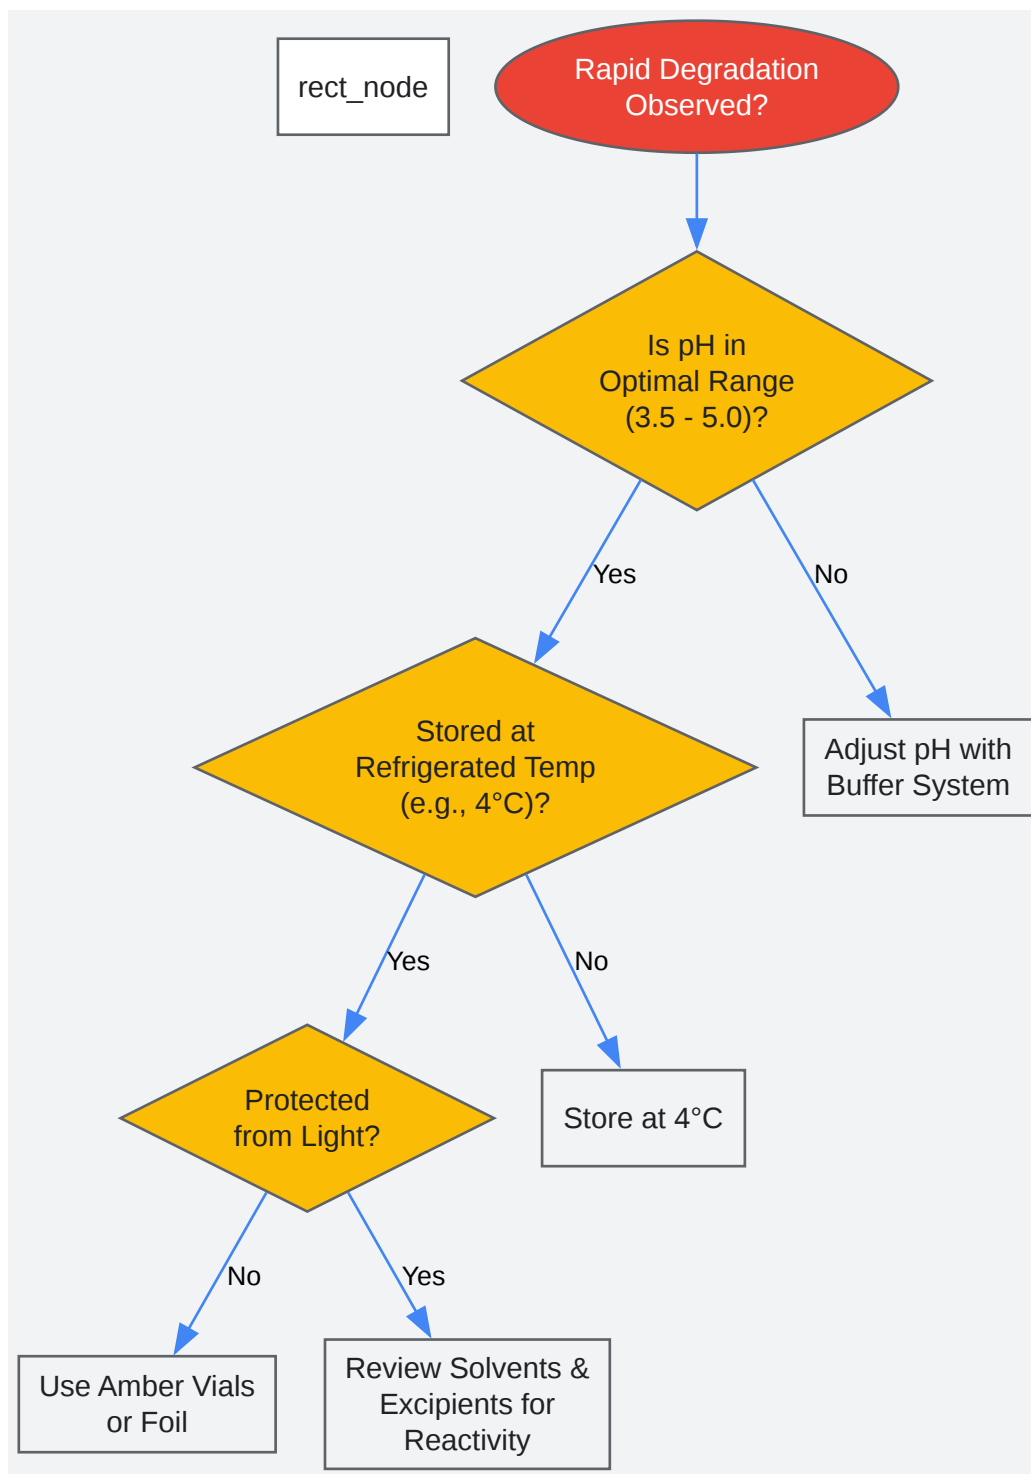 rect_node
Rapid Degradation
Observed?
Is pH in
Optimal Range
(3.5 - 5.0)?
Yes
No
Stored at
Refrigerated Temp
(e.g., 4°C)?
Adjust pH with
Buffer System
Yes
No
Protected
from Light?
Store at 4°C
No
Yes
Use Amber Vials
or Foil
Review Solvents &
Excipients for
Reactivity